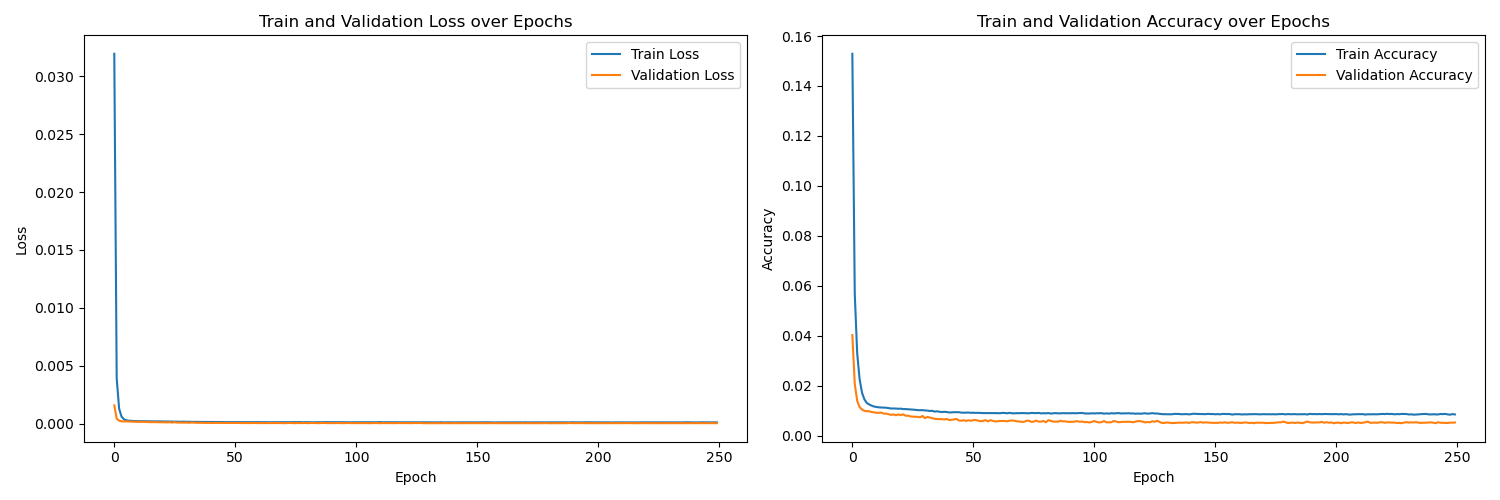 Train and Validation Loss over Epochs
Train Loss
Validation Loss
0.030
0.025
0.020
0.015
0.010
0.005
0.000
Loss
0
50
100
150
200
250
Epoch
Train and Validation Accuracy over Epochs
Train Accuracy
Validation Accuracy
0.16
0.14
0.12
0.10
0.08
0.06
0.04
0.02
0.00
Accuracy
0
50
100
150
200
250
Epoch